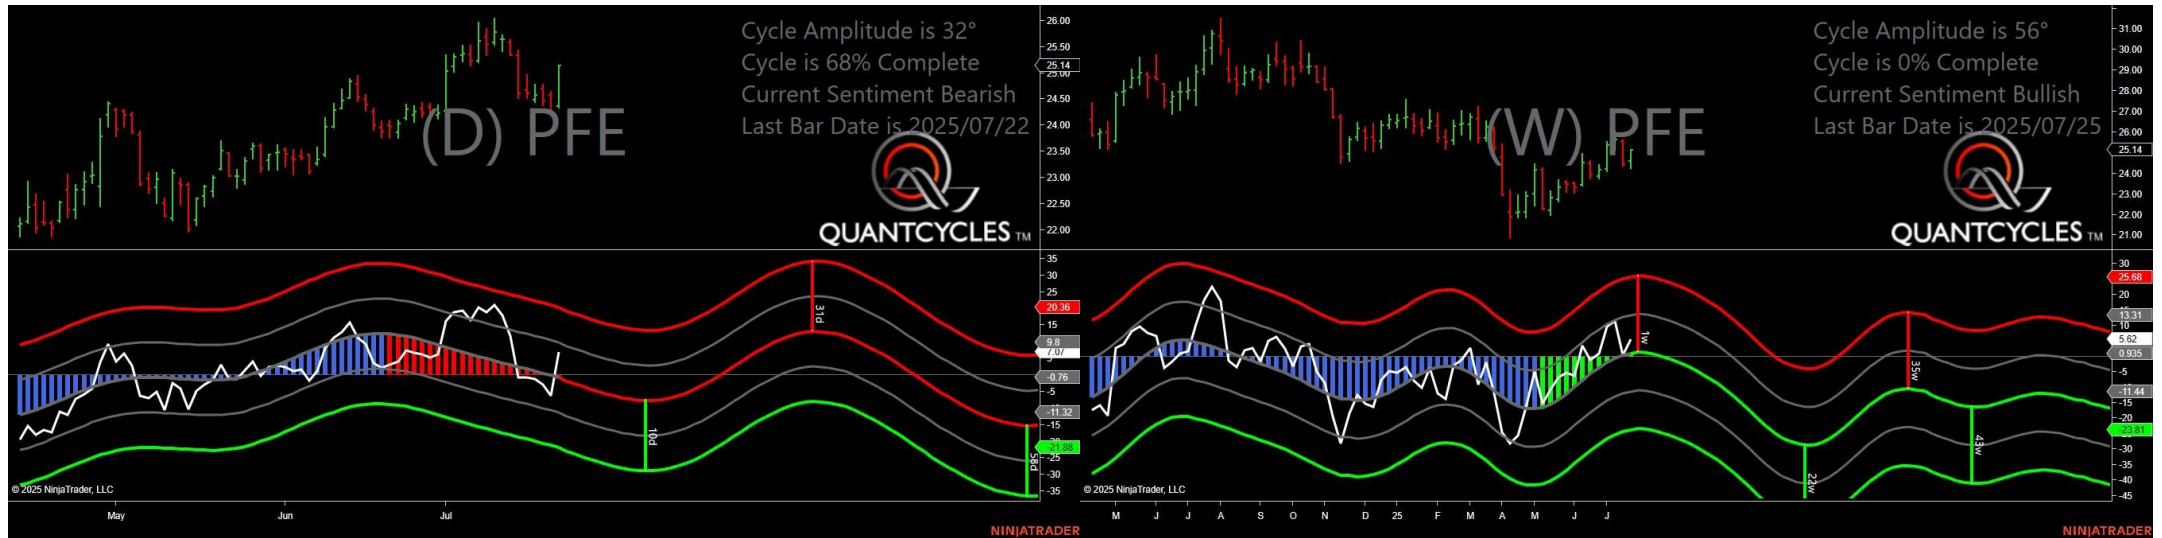 Cycle Amplitude is 32°
Cycle is 68% Complete
Current Sentiment Bearish
Last Bar Date is 2025/07/22
(D) PFE
QUANTCYCLES TM
26.00
25.50
25.14
25.00
24.50
24.00
23.50
23.00
22.50
22.00
35
30
25
20.36
15
9.8
7.07
-0.76
-5
-11.32
-15
-21.88
-25
-30
-35
10d
31d
58d
© 2025 NinjaTrader, LLC
May Jun Jul
NINJATRADER
Cycle Amplitude is 56°
Cycle is 0% Complete
Current Sentiment Bullish
Last Bar Date is 2025/07/25
(W) PFE
QUANTCYCLES TM
31.00
30.00
29.00
28.00
27.00
26.00
25.14
24.00
23.00
22.00
21.00
30
25.68
20
13.31
10
5.62
0.935
-5
-11.44
-15
-20
-23.81
-30
-35
-40
-45
1w
22w
35w
43w
© 2025 NinjaTrader, LLC
M J J A S O N D 25 F M A M J J
NINJATRADER